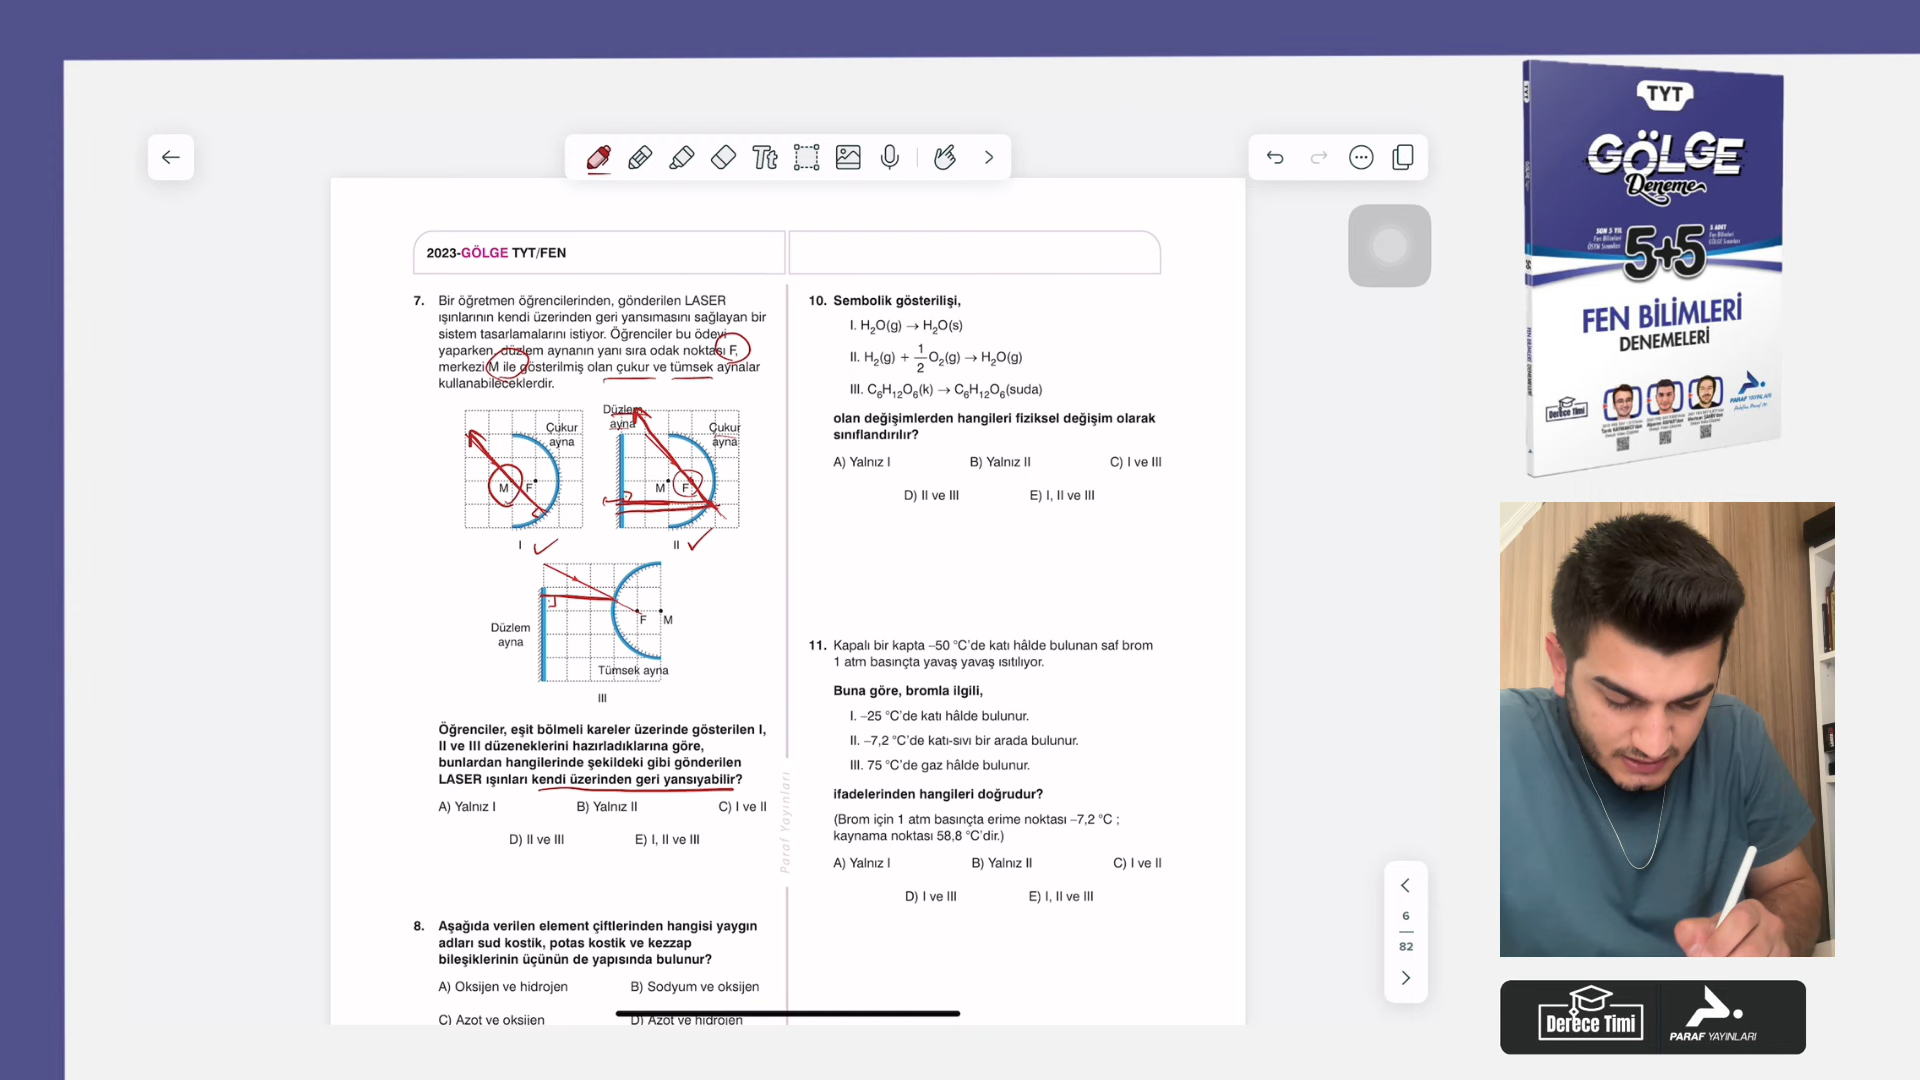 2023-GÖLGE TYT/FEN
7. Bir öğretmen öğrencilerinden, gönderilen LASER
ışınlarının kendi üzerinden geri yansımasını sağlayan bir
sistem tasarlamalarını istiyor. Öğrenciler bu ödevi
yaparken, düzlem aynanın yanı sıra odak noktası F,
merkezi M ile gösterilmiş olan çukur ve tümsek aynalar
kullanabileceklerdir.
Çukur
ayna
M F
I
Düzlem
ayna
Çukur
ayna
M F
II
Düzlem
ayna
F M
Tümsek ayna
III
Öğrenciler, eşit bölmeli kareler üzerinde gösterilen I,
II ve III düzeneklerini hazırladıklarına göre,
bunlardan hangilerinde şekildeki gibi gönderilen
LASER ışınları kendi üzerinden geri yansıyabilir?
A) Yalnız I B) Yalnız II C) I ve II
D) II ve III E) I, II ve III
8. Aşağıda verilen element çiftlerinden hangisi yaygın
adları sud kostik, potas kostik ve kezzap
bileşiklerinin üçünün de yapısında bulunur?
A) Oksijen ve hidrojen B) Sodyum ve oksijen
C) Azot ve oksijen D) Azot ve hidrojen
Paraf Yayınları
10. Sembolik gösterilişi,
I. H₂O(g) → H₂O(s)
II. H₂(g) + 1/2 O₂(g) → H₂O(g)
III. C₆H₁₂O₆(k) → C₆H₁₂O₆(suda)
olan değişimlerden hangileri fiziksel değişim olarak
sınıflandırılır?
A) Yalnız I B) Yalnız II C) I ve III
D) II ve III E) I, II ve III
11. Kapalı bir kapta –50 °C'de katı hâlde bulunan saf brom
1 atm basınçta yavaş yavaş ısıtılıyor.
Buna göre, bromla ilgili,
I. –25 °C'de katı hâlde bulunur.
II. –7,2 °C'de katı-sıvı bir arada bulunur.
III. 75 °C'de gaz hâlde bulunur.
ifadelerinden hangileri doğrudur?
(Brom için 1 atm basınçta erime noktası –7,2 °C ;
kaynama noktası 58,8 °C'dir.)
A) Yalnız I B) Yalnız II C) I ve II
D) I ve III E) I, II ve III
6
82
Tt
TYT
GÖLGE
Deneme
SON 5 YIL
5+5
5 ADET
FEN BİLİMLERİ
DENEMELERİ
Derece Timi
PARAF YAYINLARI
Derece Timi
PARAF YAYINLARI